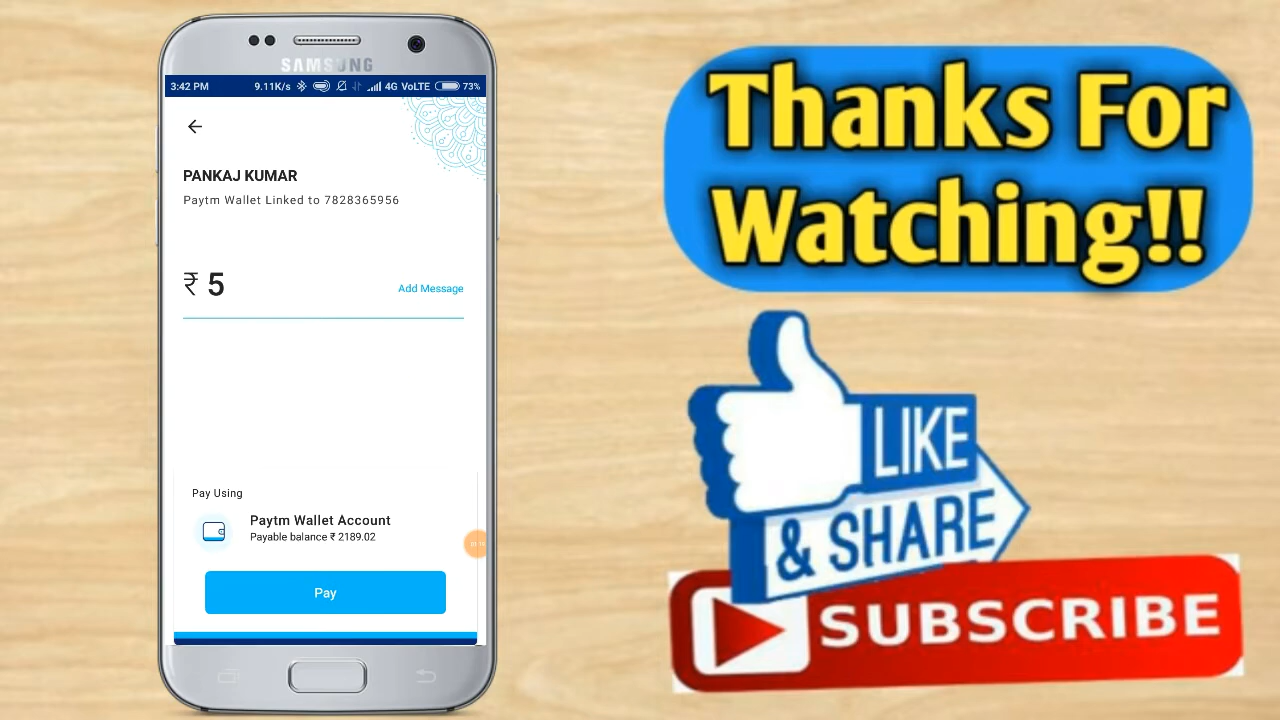 SAMSUNG
3:42 PM 9.11K/s 4G VoLTE 73%
PANKAJ KUMAR
Paytm Wallet Linked to 7828365956
₹ 5
Add Message
Pay Using
Paytm Wallet Account
Payable balance ₹ 2189.02
Pay
Thanks For
Watching!!
LIKE
& SHARE
SUBSCRIBE